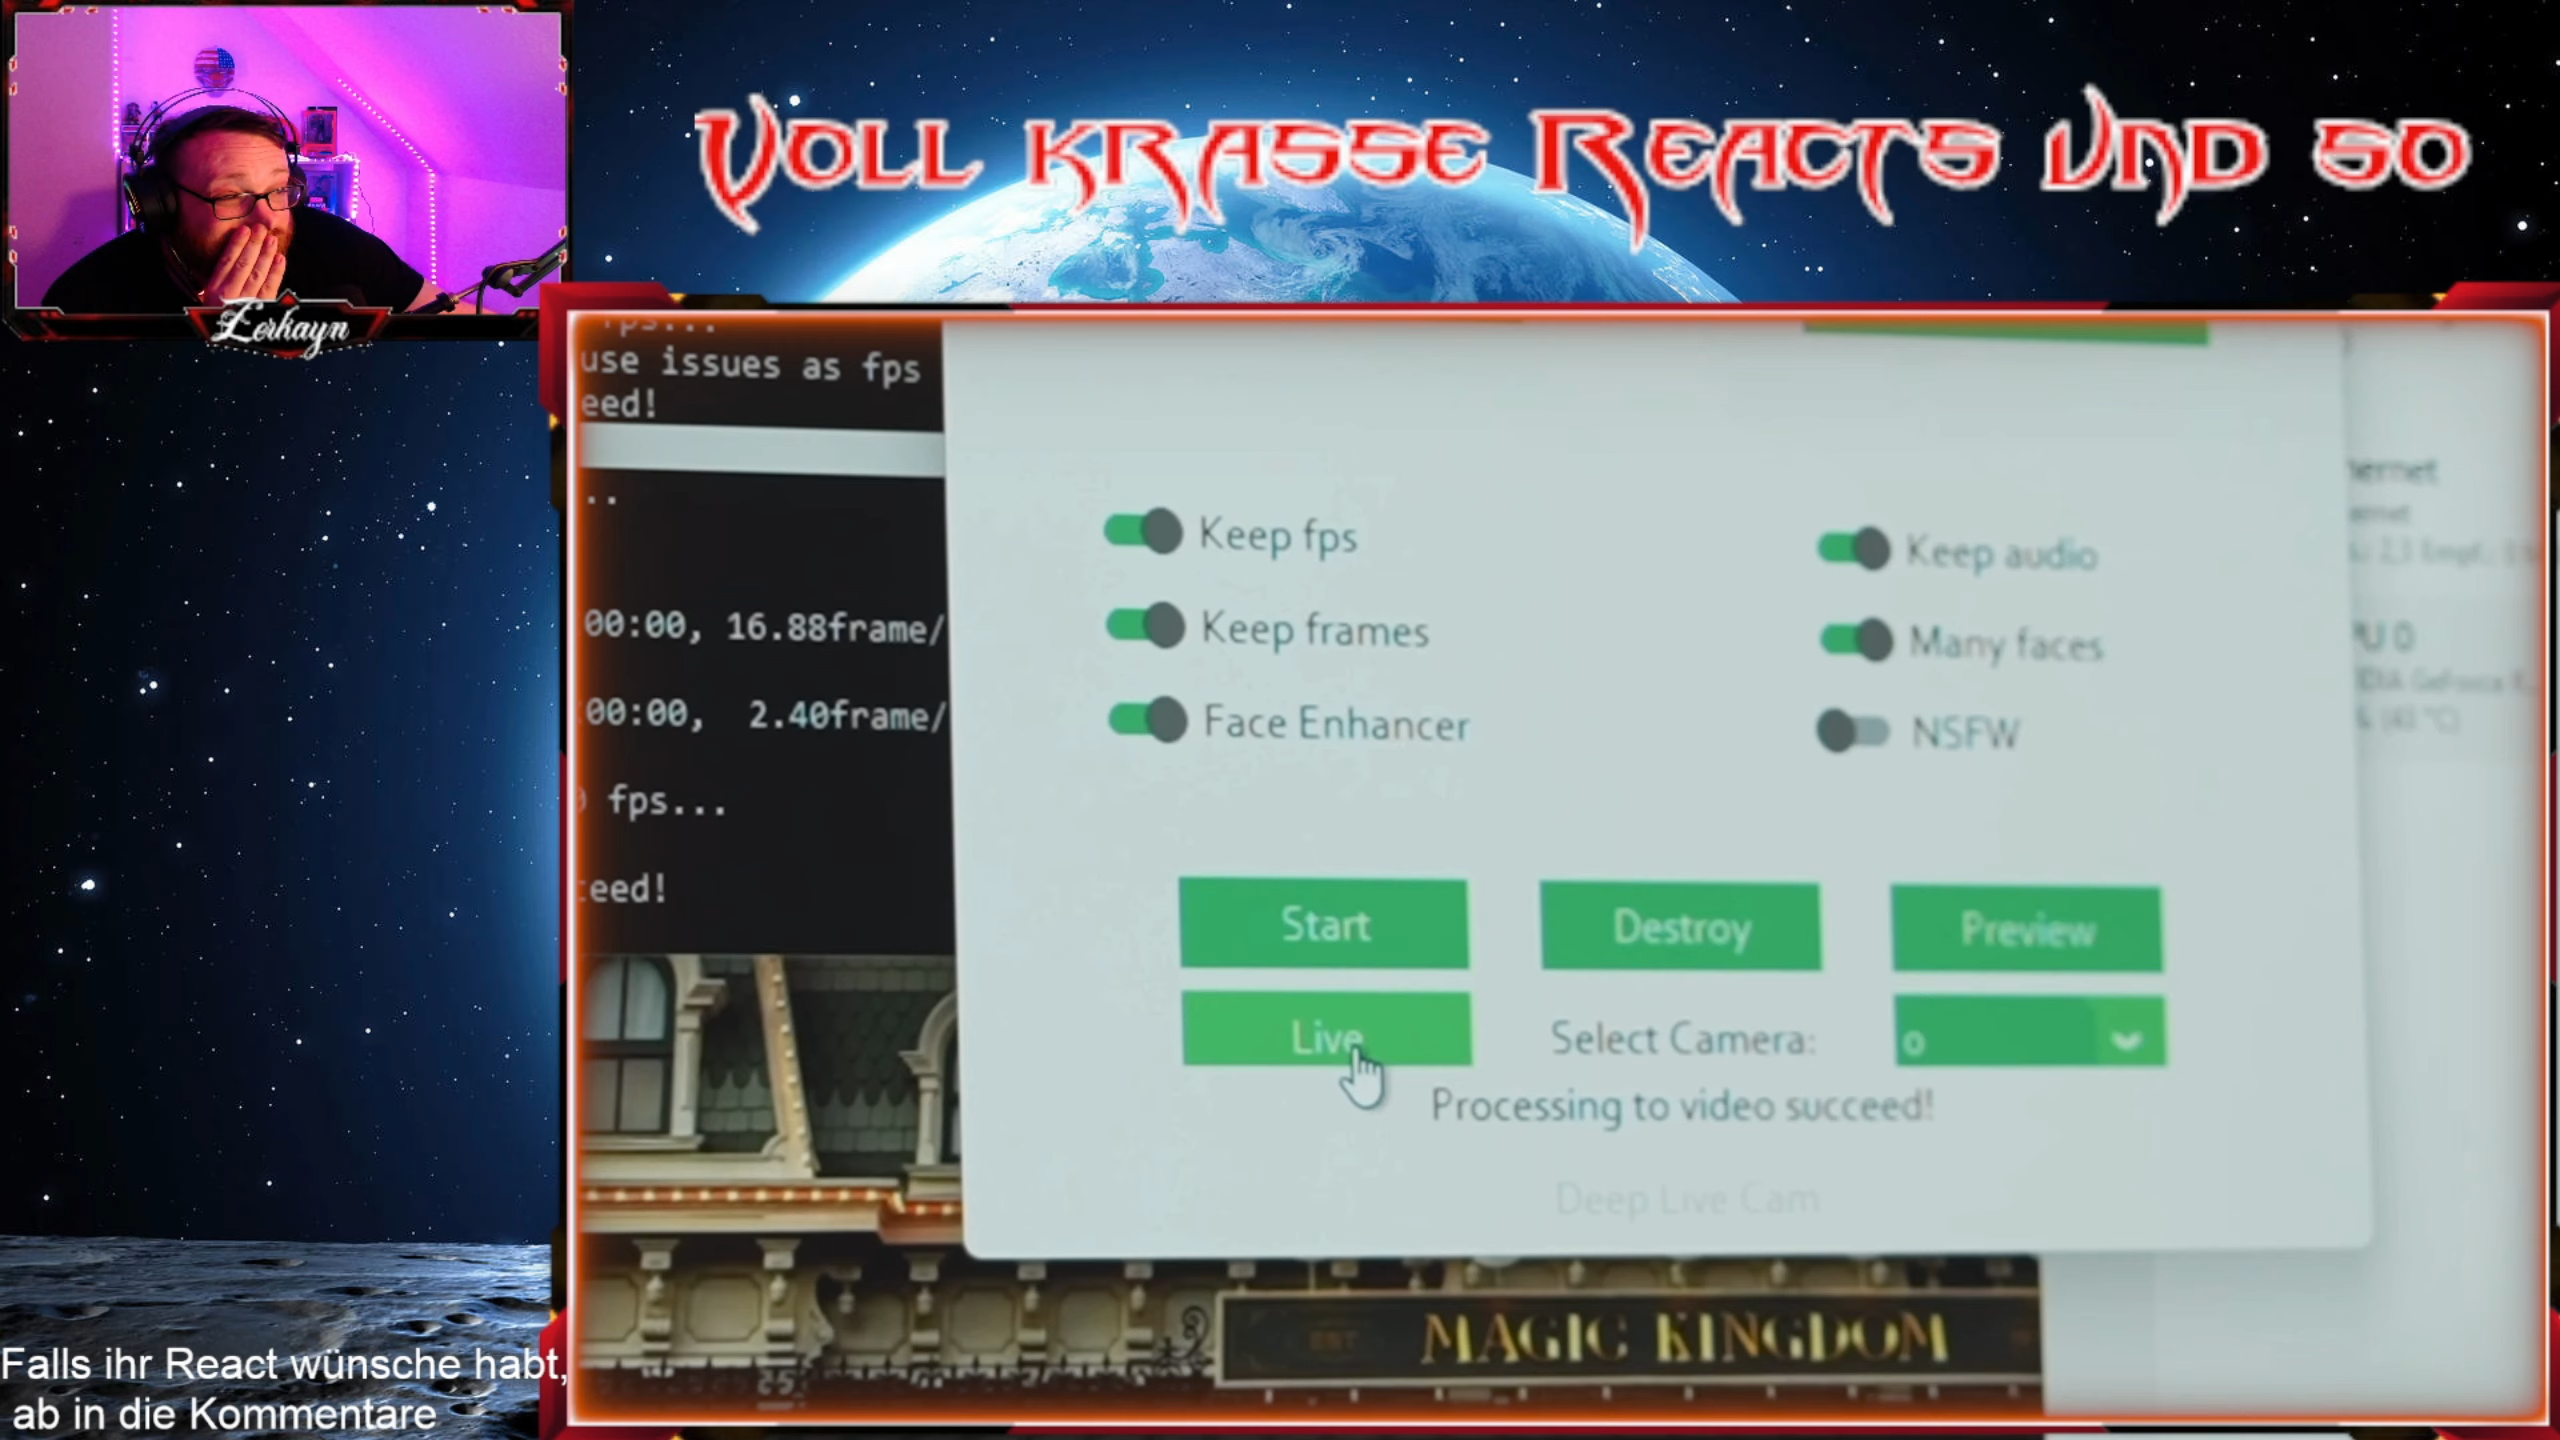 Voll krasse Reacts und so
Zerkayn
fps...
use issues as fps
eed!
..
00:00, 16.88frame/
00:00, 2.40frame/
fps...
eed!
Keep fps
Keep audio
Keep frames
Many faces
Face Enhancer
NSFW
Start
Destroy
Preview
Live
Select Camera:
0
Processing to video succeed!
Deep Live Cam
MAGIC KINGDOM
Falls ihr React wünsche habt,
ab in die Kommentare